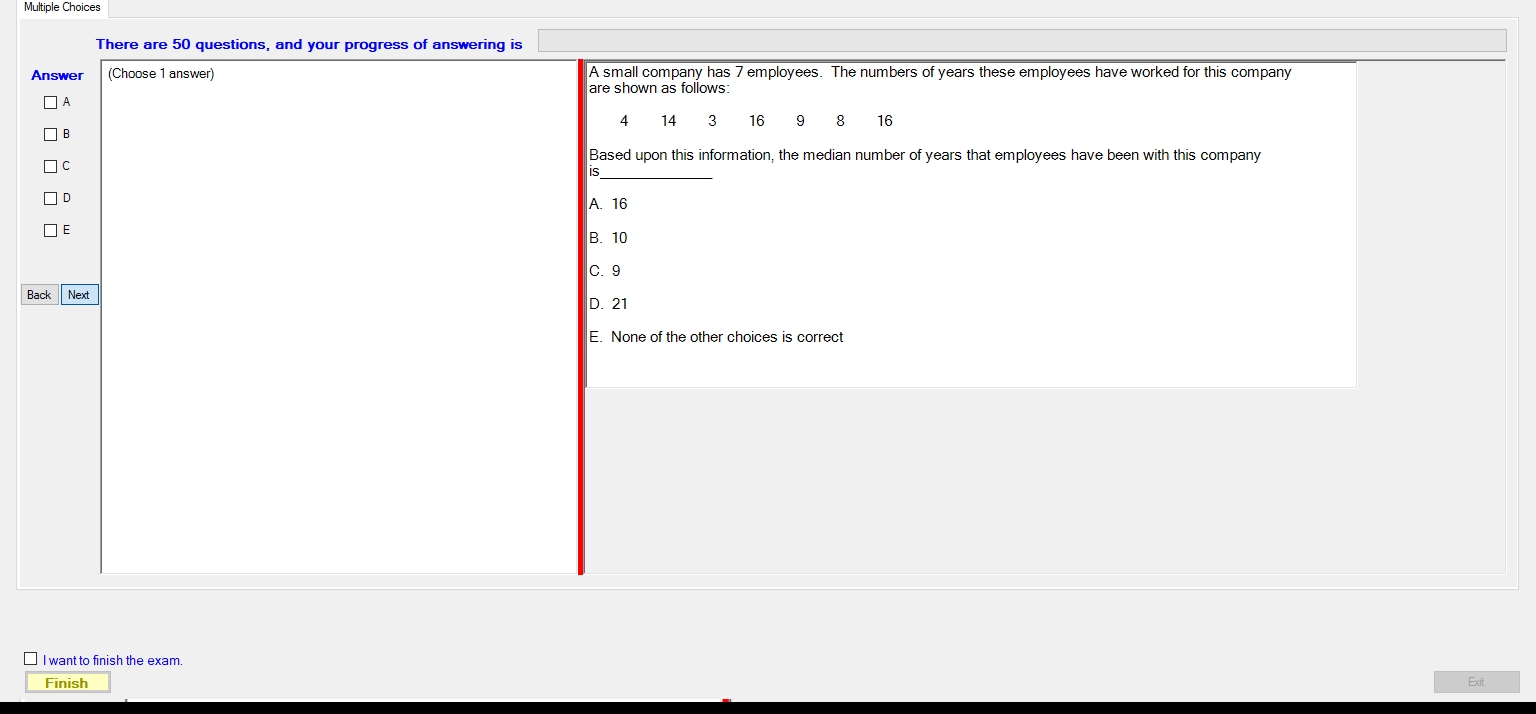 Multiple Choices
There are 50 questions, and your progress of answering is
Answer
(Choose 1 answer)
A
B
C
D
E
Back Next
A small company has 7 employees. The numbers of years these employees have worked for this company
are shown as follows:
4 14 3 16 9 8 16
Based upon this information, the median number of years that employees have been with this company
is______________
A. 16
B. 10
C. 9
D. 21
E. None of the other choices is correct
I want to finish the exam.
Finish
Exit